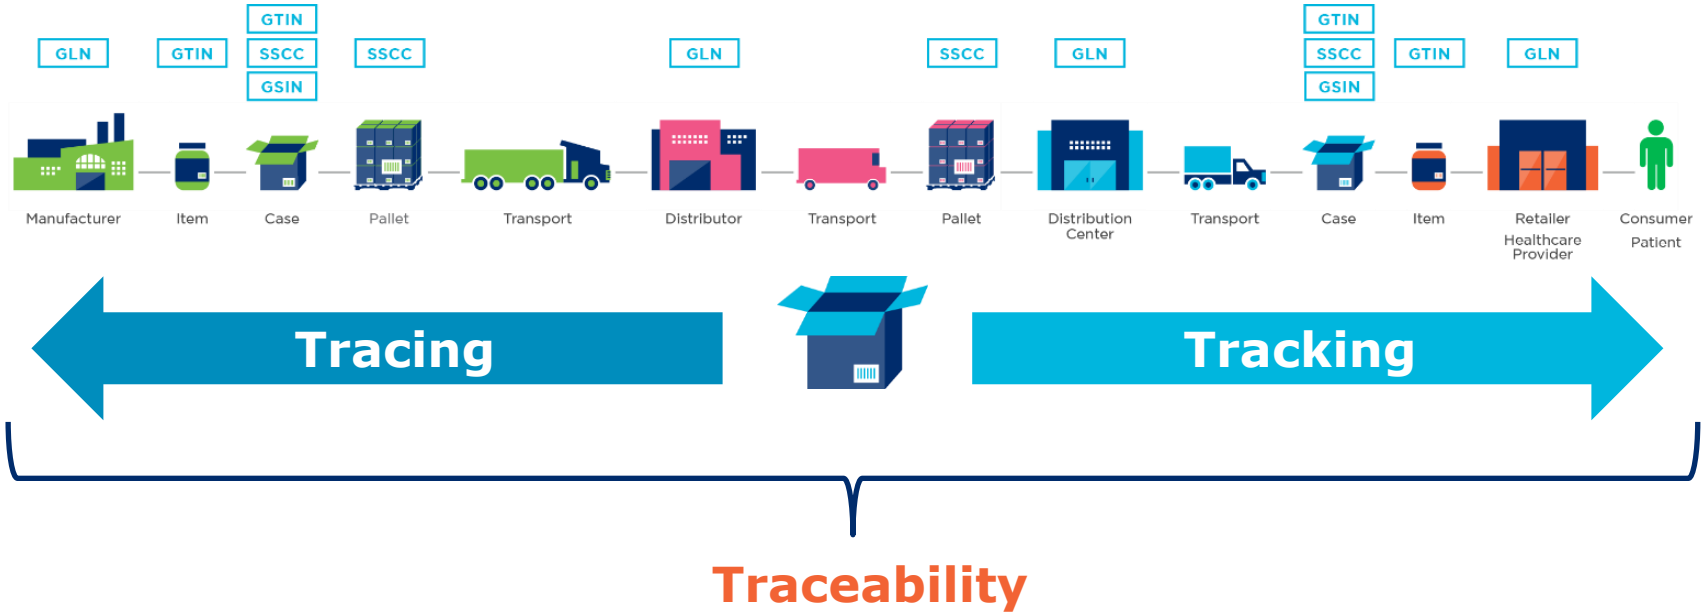 GTIN
GTIN
GLN
GTIN
SSCC
SSCC
GLN
SSCC
GLN
SSCC
GTIN
GLN
GSIN
GSIN
Manufacturer
Item
Case
Pallet
Transport
Distributor
Transport
Pallet
Distribution
Center
Transport
Case
Item
Retailer
Healthcare
Provider
Consumer
Patient
Tracing
Tracking
Traceability